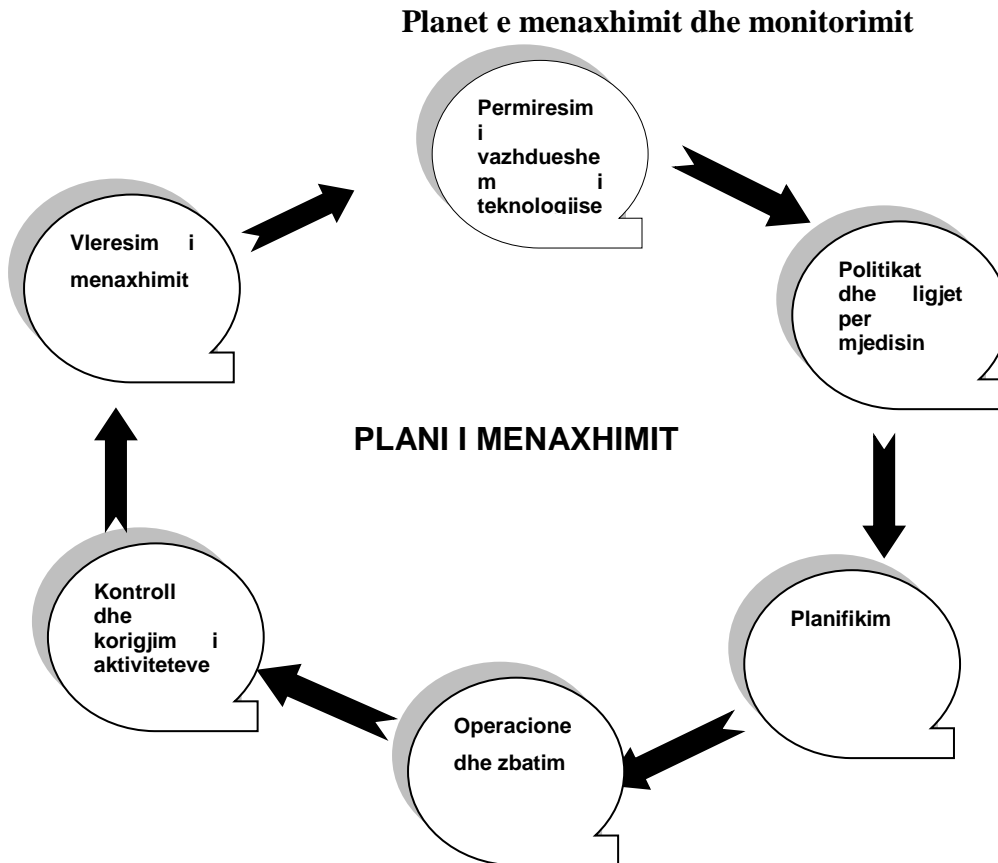 Planet e menaxhimit dhe monitorimit
Permiresim
i
vazhdueshe
m i
teknologjise
Vleresim i
menaxhimit
Politikat
dhe ligjet
per
mjedisin
PLANI I MENAXHIMIT
Kontroll
dhe
korigjim i
aktiviteteve
Planifikim
Operacione
dhe zbatim